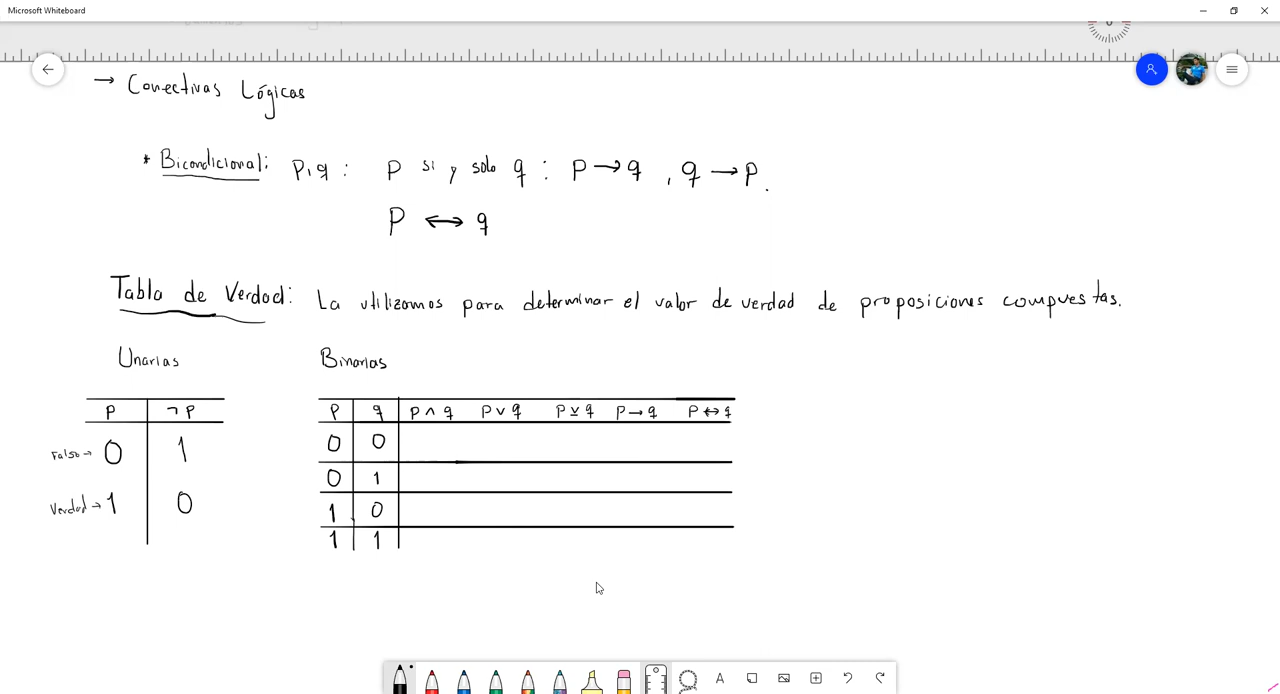 Microsoft Whiteboard
→ Conectivas Lógicas
* Bicondicional: P, q : P si y solo q : P → q , q → P.
P ↔ q
Tabla de Verdad: La utilizamos para determinar el valor de verdad de proposiciones compuestas.
Unarias Binarias
P ¬P P q P ∧ q P ∨ q P ⊻ q P → q P ↔ q
Falso → 0 1 0 0
0 1
Verdad → 1 0 1 0
1 1
A